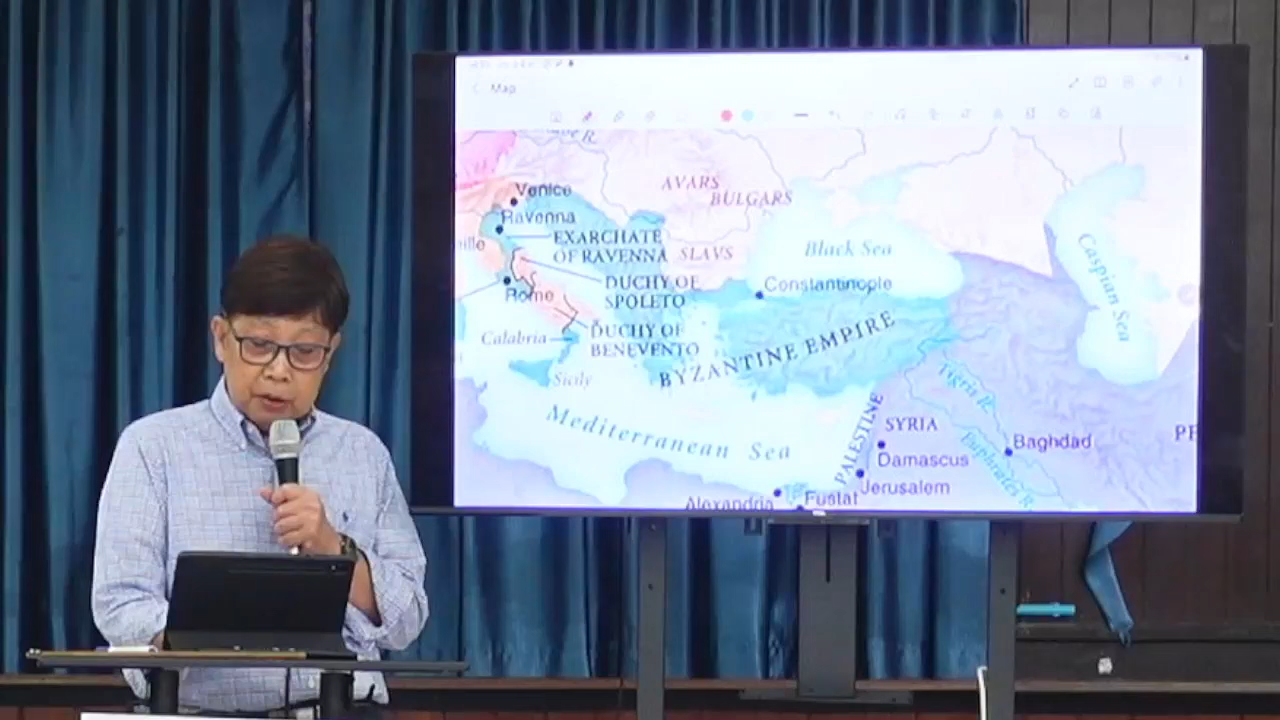 Map
Venice
AVARS
BULGARS
Ravenna
EXARCHATE
OF RAVENNA
SLAVS
Black Sea
Caspian Sea
DUCHY OF
SPOLETO
Constantinople
Rome
DUCHY OF
BENEVENTO
Calabria
BYZANTINE EMPIRE
Sicily
Tigris R.
Mediterranean Sea
PALESTINE
SYRIA
Baghdad
Damascus
Euphrates R.
Jerusalem
Alexandria
Fustat